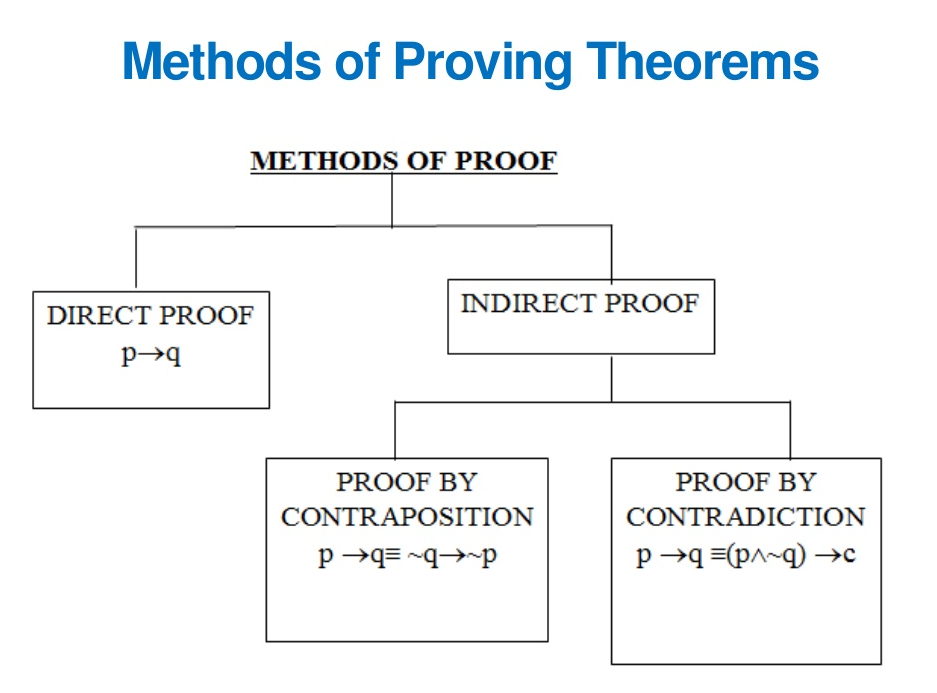 Methods of Proving Theorems
METHODS OF PROOF
DIRECT PROOF
p→q
INDIRECT PROOF
PROOF BY
CONTRAPOSITION
p →q≡ ~q→~p
PROOF BY
CONTRADICTION
p →q ≡(p∧~q) →c